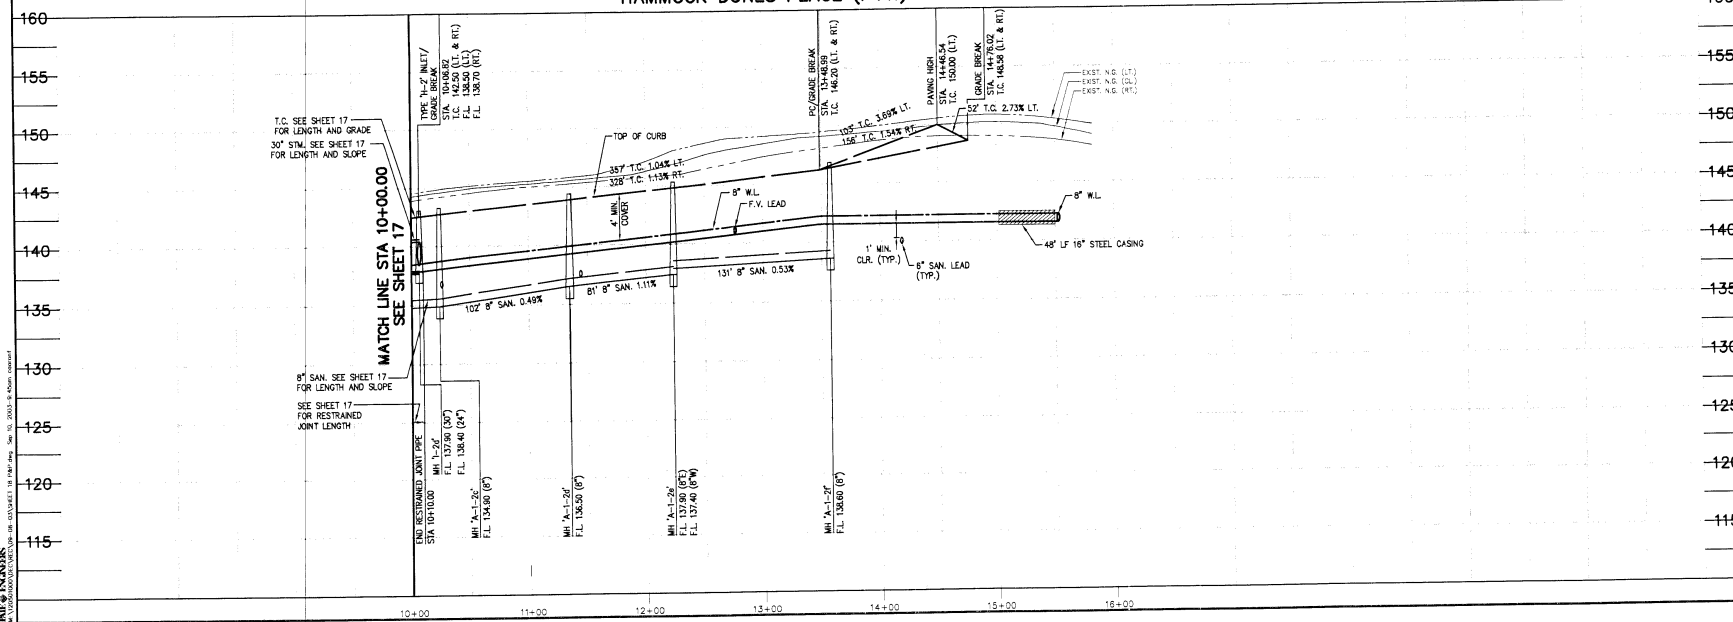 160
155
150
145
140
135
130
125
120
115
TYPE 'H-2' INLET/
GRADE BREAK
STA. 10+06.82
T.C. 142.50 (LT. & RT.)
F.L. 138.50 (LT.)
F.L. 138.70 (RT.)
PC/GRADE BREAK
STA. 13+48.99
T.C. 146.20 (LT. & RT.)
PAVING HIGH
STA. 14+46.54
T.C. 150.00 (LT.)
GRADE BREAK
STA. 14+76.02
T.C. 148.58 (LT. & RT.)
EXIST. N.G. (LT.)
EXIST. N.G. (CL.)
EXIST. N.G. (RT.)
T.C. SEE SHEET 17
FOR LENGTH AND GRADE
30" STM. SEE SHEET 17
FOR LENGTH AND SLOPE
TOP OF CURB
103' T.C. 3.69% LT.
156' T.C. 1.54% RT.
52' T.C. 2.73% LT.
357' T.C. 1.04% LT.
328' T.C. 1.13% RT.
MATCH LINE STA 10+00.00
SEE SHEET 17
4' MIN.
COVER
8" W.L.
F.V. LEAD
8" W.L.
48' LF 16" STEEL CASING
1' MIN.
CLR. (TYP.)
6" SAN. LEAD
(TYP.)
102' 8" SAN. 0.49%
81' 8" SAN. 1.11%
131' 8" SAN. 0.53%
8" SAN. SEE SHEET 17
FOR LENGTH AND SLOPE
SEE SHEET 17
FOR RESTRAINED
JOINT LENGTH
END RESTRAINED JOINT PIPE
STA 10+10.00
MH 'I-2d'
F.L. 137.90 (30")
F.L. 138.40 (24")
MH 'A-1-2c'
F.L. 134.90 (8")
MH 'A-1-2d'
F.L. 136.50 (8")
MH 'A-1-2e'
F.L. 137.90 (8"E)
F.L. 137.40 (8"W)
MH 'A-1-2f'
F.L. 138.60 (8")
10+00
11+00
12+00
13+00
14+00
15+00
16+00